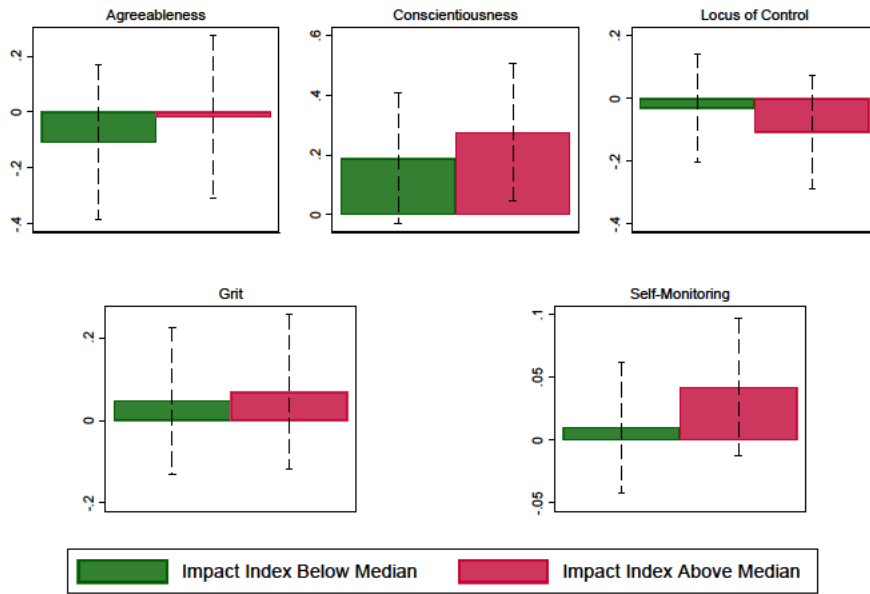 Agreeableness
.2
0
-.2
-.4
Conscientiousness
.6
.4
.2
0
Locus of Control
.2
0
-.2
-.4
Grit
.2
0
-.2
Self-Monitoring
.1
.05
0
-.05
Impact Index Below Median
Impact Index Above Median